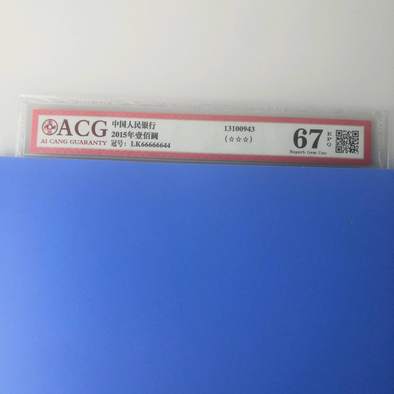 ACG
AI CANG GUARANTY
中国人民银行
2015年壹佰圆
冠号：LK66666644
13100943
(☆☆☆)
67
EPQ
Superb Gem Unc